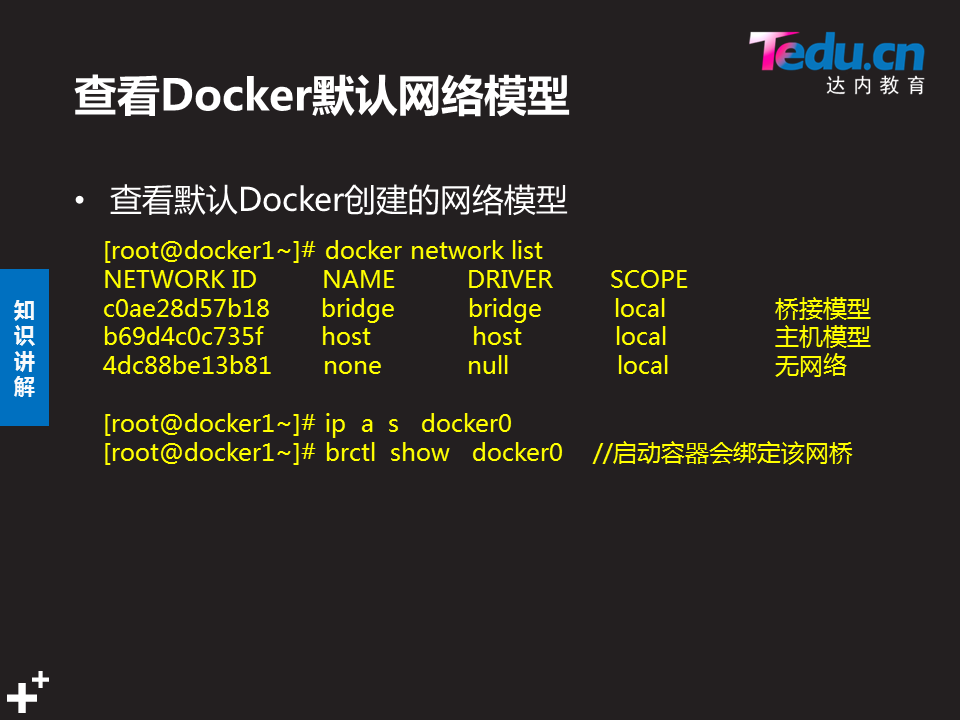 Tedu.cn
达内教育
查看Docker默认网络模型
• 查看默认Docker创建的网络模型
[root@docker1~]# docker network list
NETWORK ID NAME DRIVER SCOPE
c0ae28d57b18 bridge bridge local 桥接模型
b69d4c0c735f host host local 主机模型
4dc88be13b81 none null local 无网络
[root@docker1~]# ip a s docker0
[root@docker1~]# brctl show docker0 //启动容器会绑定该网桥
知识讲解